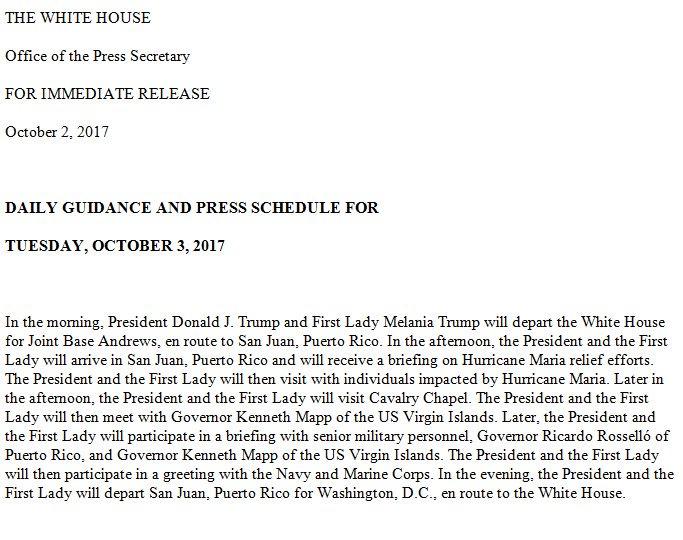 THE WHITE HOUSE
Office of the Press Secretary
FOR IMMEDIATE RELEASE
October 2, 2017
DAILY GUIDANCE AND PRESS SCHEDULE FOR
TUESDAY, OCTOBER 3, 2017
In the morning, President Donald J. Trump and First Lady Melania Trump will depart the White House
for Joint Base Andrews, en route to San Juan, Puerto Rico. In the afternoon, the President and the First
Lady will arrive in San Juan, Puerto Rico and will receive a briefing on Hurricane Maria relief efforts.
The President and the First Lady will then visit with individuals impacted by Hurricane Maria. Later in
the afternoon, the President and the First Lady will visit Cavalry Chapel. The President and the First
Lady will then meet with Governor Kenneth Mapp of the US Virgin Islands. Later, the President and
the First Lady will participate in a briefing with senior military personnel, Governor Ricardo Rosselló of
Puerto Rico, and Governor Kenneth Mapp of the US Virgin Islands. The President and the First Lady
will then participate in a greeting with the Navy and Marine Corps. In the evening, the President and the
First Lady will depart San Juan, Puerto Rico for Washington, D.C., en route to the White House.